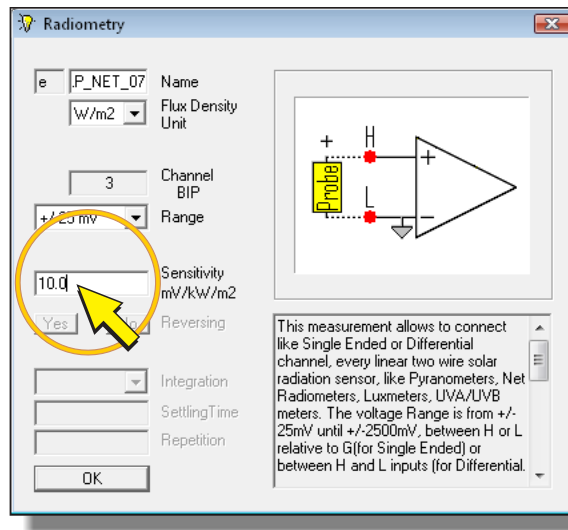 Radiometry
e
.P_NET_07
Name
W/m2
Flux Density
Unit
3
Channel
BIP
+/-25 mV
Range
10.0
Sensitivity
mV/kW/m2
Yes
No
Reversing
Integration
SettlingTime
Repetition
OK
+
H
+
Probe
L
–
This measurement allows to connect
like Single Ended or Differential
channel, every linear two wire solar
radiation sensor, like Pyranometers, Net
Radiometers, Luxmeters, UVA/UVB
meters. The voltage Range is from +/-
25mV until +/-2500mV, between H or L
relative to G(for Single Ended) or
between H and L inputs (for Differential.